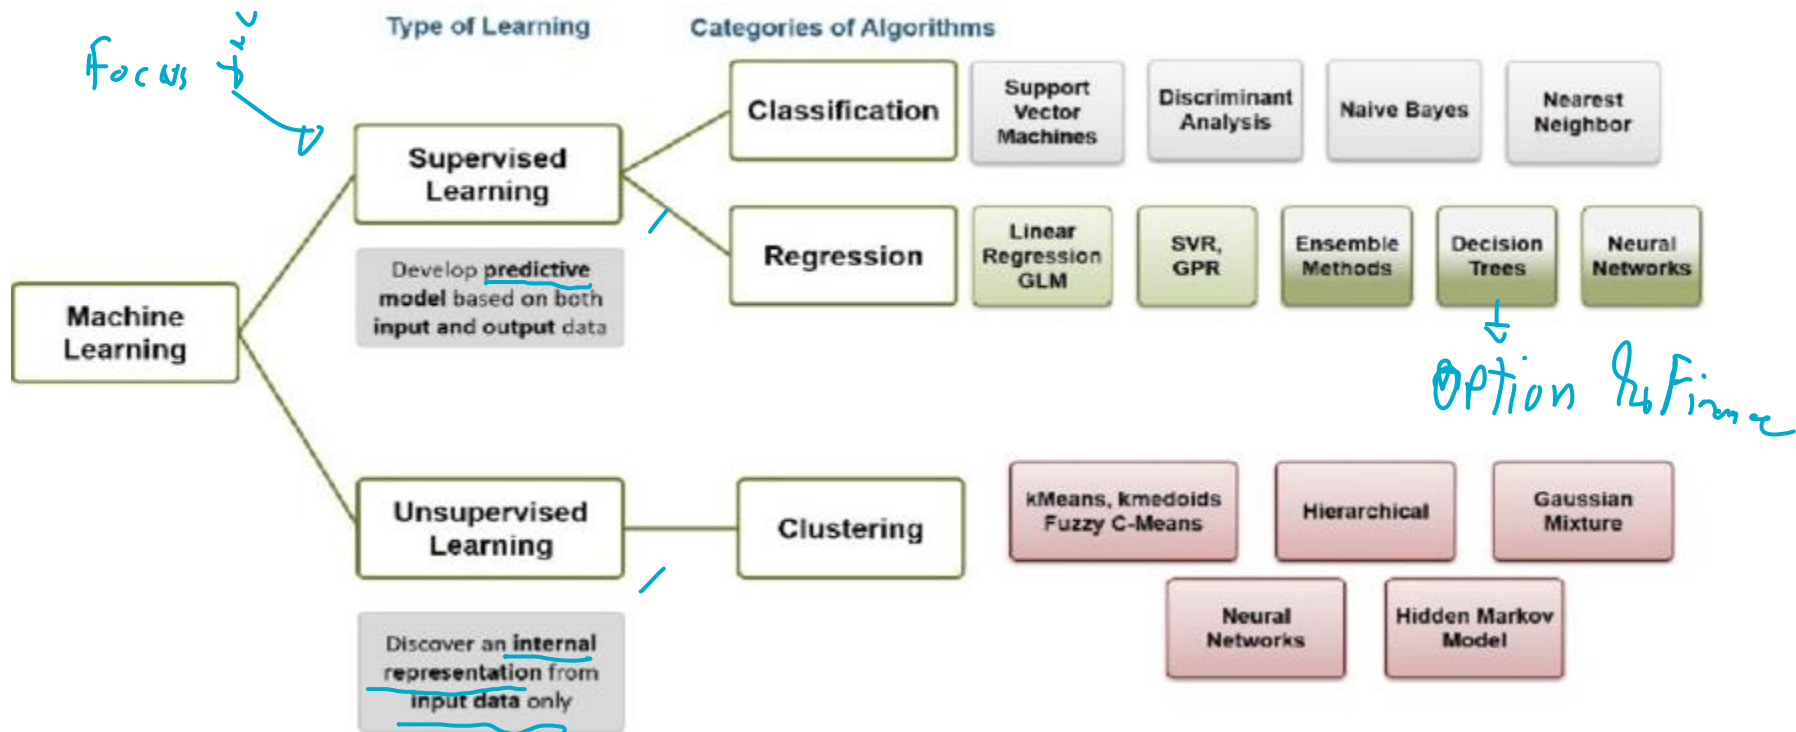 Type of Learning
Categories of Algorithms
Focus
Classification
Support
Vector
Machines
Discriminant
Analysis
Naive Bayes
Nearest
Neighbor
Supervised
Learning
Regression
Linear
Regression
GLM
SVR,
GPR
Ensemble
Methods
Decision
Trees
Neural
Networks
Develop predictive
model based on both
input and output data
Machine
Learning
Option
Finance
Unsupervised
Learning
Clustering
kMeans, kmedoids
Fuzzy C-Means
Hierarchical
Gaussian
Mixture
Neural
Networks
Hidden Markov
Model
Discover an internal
representation from
input data only